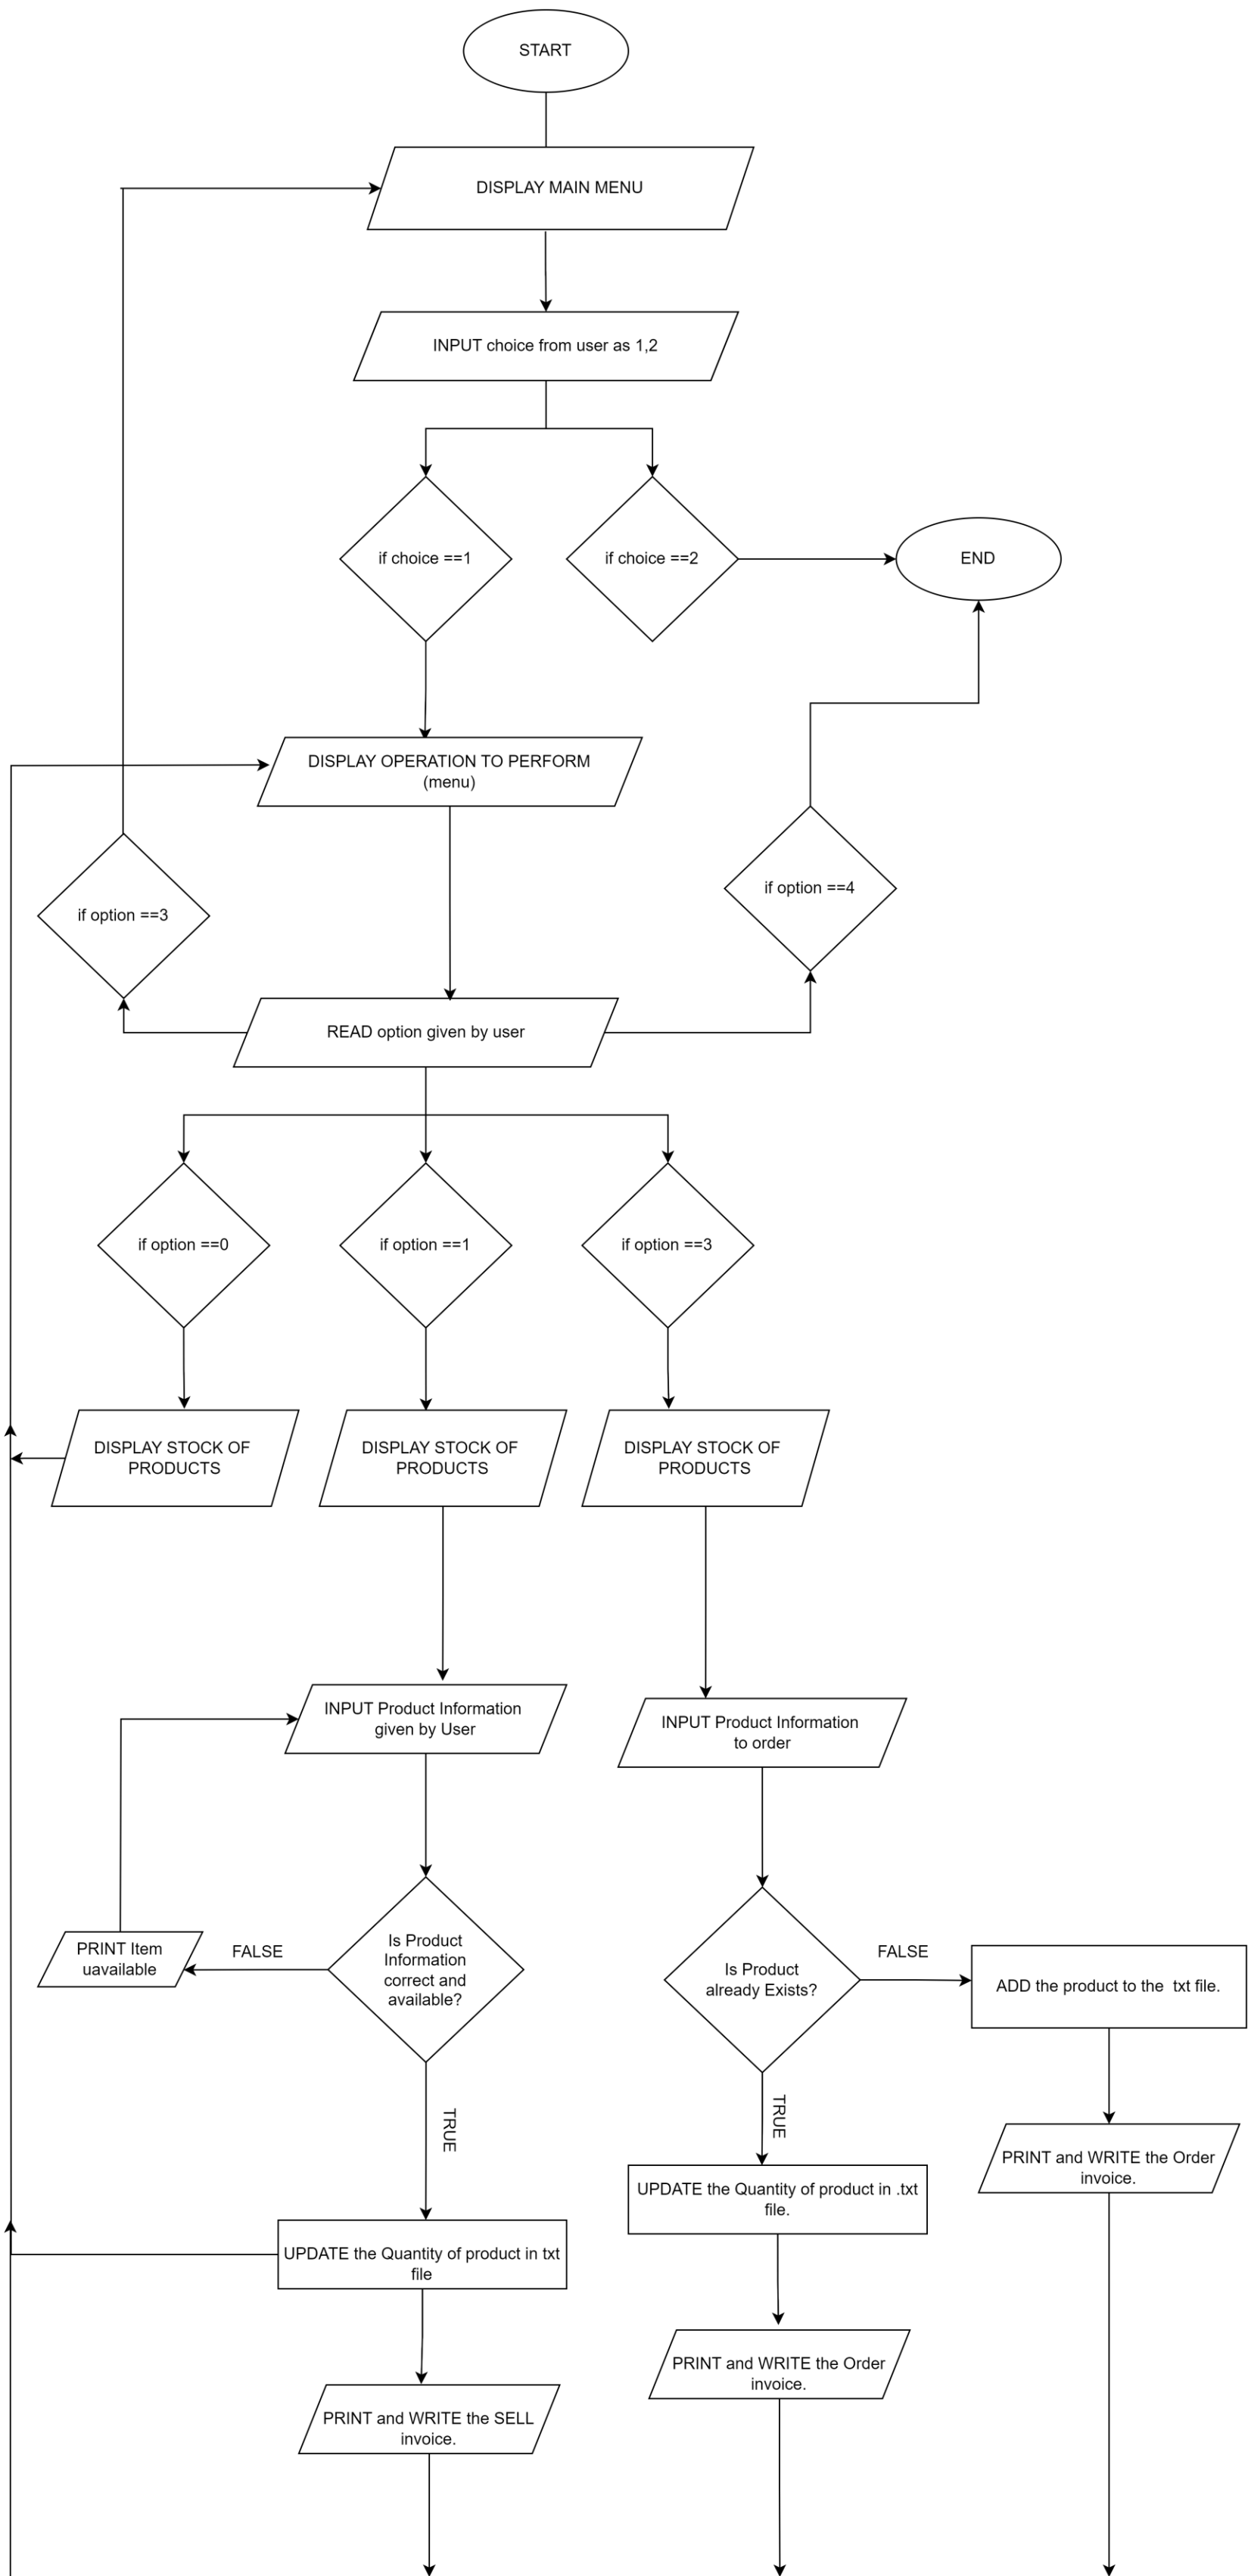 START
DISPLAY MAIN MENU
INPUT choice from user as 1,2
if choice ==1
if choice ==2
END
DISPLAY OPERATION TO PERFORM
(menu)
if option ==4
if option ==3
READ option given by user
if option ==0
if option ==1
if option ==3
DISPLAY STOCK OF
PRODUCTS
DISPLAY STOCK OF
PRODUCTS
DISPLAY STOCK OF
PRODUCTS
INPUT Product Information
given by User
INPUT Product Information
to order
PRINT Item
uavailable
FALSE
Is Product
Information
correct and
available?
Is Product
already Exists?
FALSE
ADD the product to the  txt file.
TRUE
TRUE
PRINT and WRITE the Order
invoice.
UPDATE the Quantity of product in .txt
file.
UPDATE the Quantity of product in txt
file
PRINT and WRITE the Order
invoice.
PRINT and WRITE the SELL
invoice.